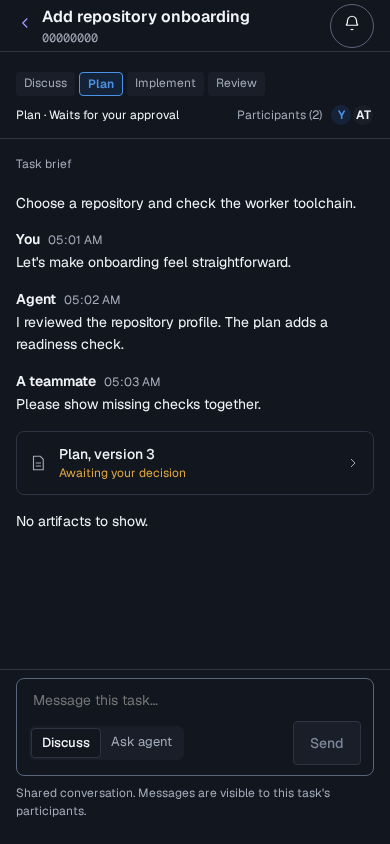 Add repository onboarding
00000000
Discuss Plan Implement Review
Plan · Waits for your approval Participants (2) Y AT
Task brief
Choose a repository and check the worker toolchain.
You 05:01 AM
Let's make onboarding feel straightforward.
Agent 05:02 AM
I reviewed the repository profile. The plan adds a
readiness check.
A teammate 05:03 AM
Please show missing checks together.
Plan, version 3
Awaiting your decision
No artifacts to show.
Message this task...
Discuss Ask agent Send
Shared conversation. Messages are visible to this task's
participants.